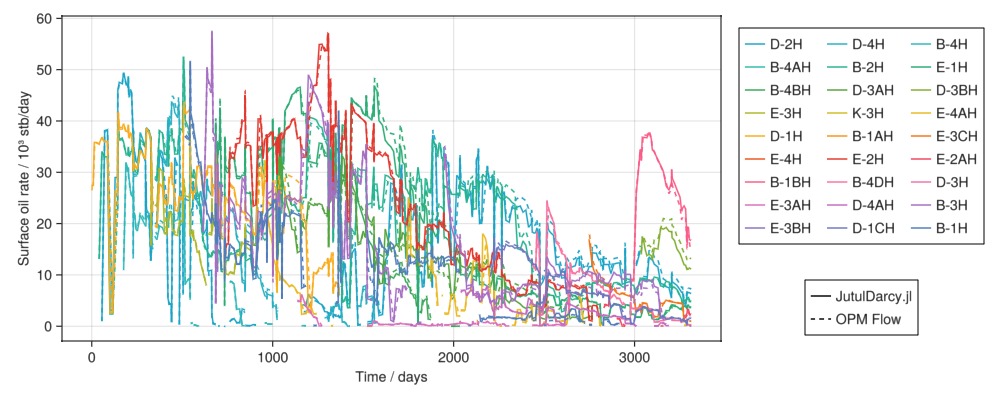 60
50
40
30
20
10
0
Surface oil rate / 10³ stb/day
0 1000 2000 3000
Time / days
D-2H D-4H B-4H
B-4AH B-2H E-1H
B-4BH D-3AH D-3BH
E-3H K-3H E-4AH
D-1H B-1AH E-3CH
E-4H E-2H E-2AH
B-1BH B-4DH D-3H
E-3AH D-4AH B-3H
E-3BH D-1CH B-1H
JutulDarcy.jl
OPM Flow